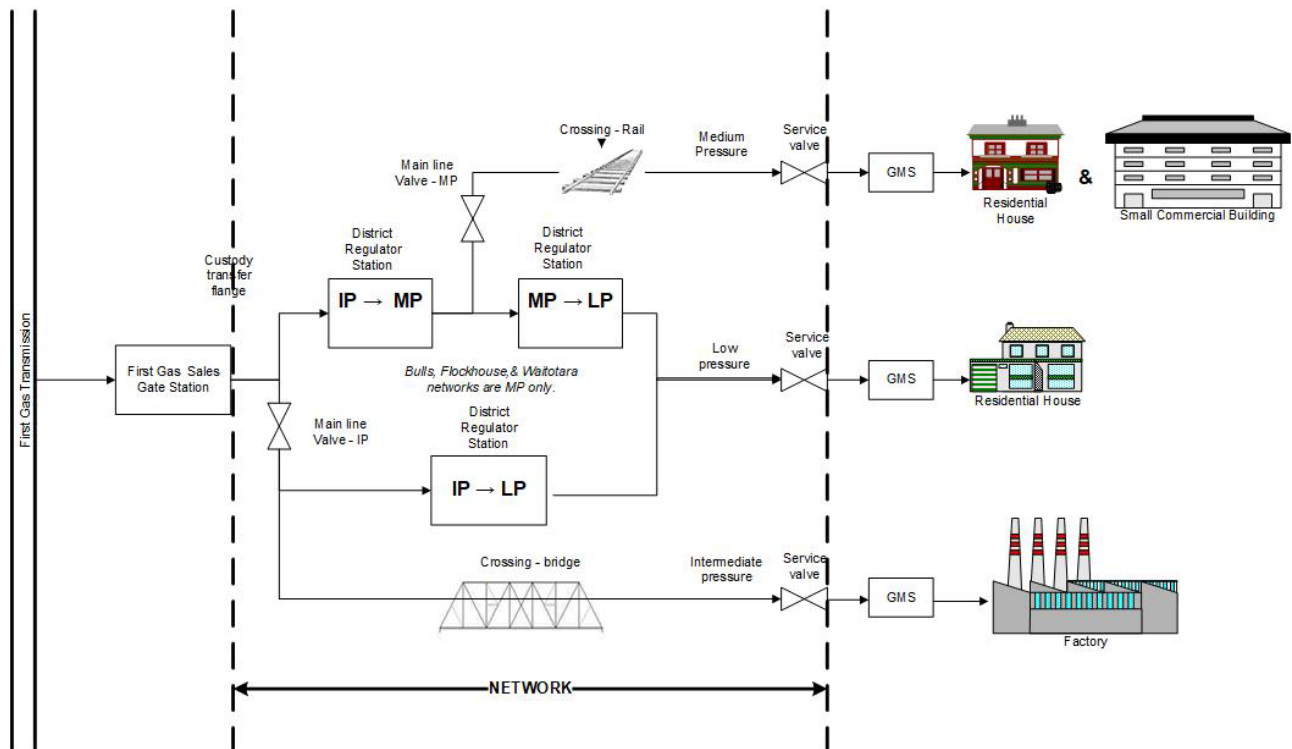 Crossing - Rail
Medium
Pressure
Service
valve
Main line
Valve - MP
GMS
Residential
House
&
Small Commercial Building
Custody
transfer
flange
District
Regulator
Station
IP → MP
District
Regulator
Station
MP → LP
First Gas Transmission
First Gas Sales
Gate Station
Bulls, Flockhouse,& Waitotara
networks are MP only.
Low
pressure
Service
valve
GMS
Residential House
Main line
Valve - IP
District
Regulator
Station
IP → LP
Crossing - bridge
Intermediate
pressure
Service
valve
GMS
Factory
NETWORK